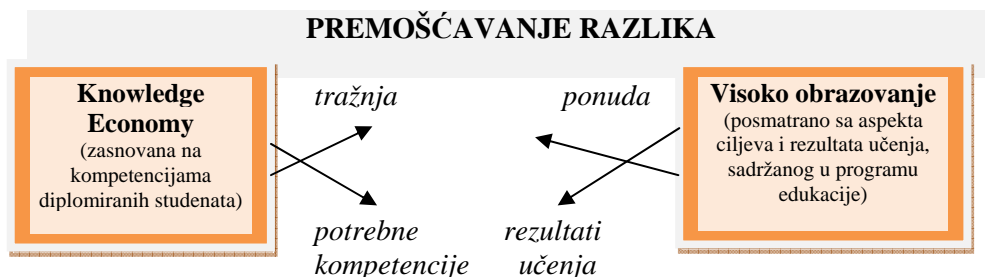 PREMOŠĆAVANJE RAZLIKA
Knowledge
Economy
(zasnovana na
kompetencijama
diplomiranih studenata)
tražnja
ponuda
potrebne
kompetencije
rezultati
učenja
Visoko obrazovanje
(posmatrano sa aspekta
ciljeva i rezultata učenja,
sadržanog u programu
edukacije)